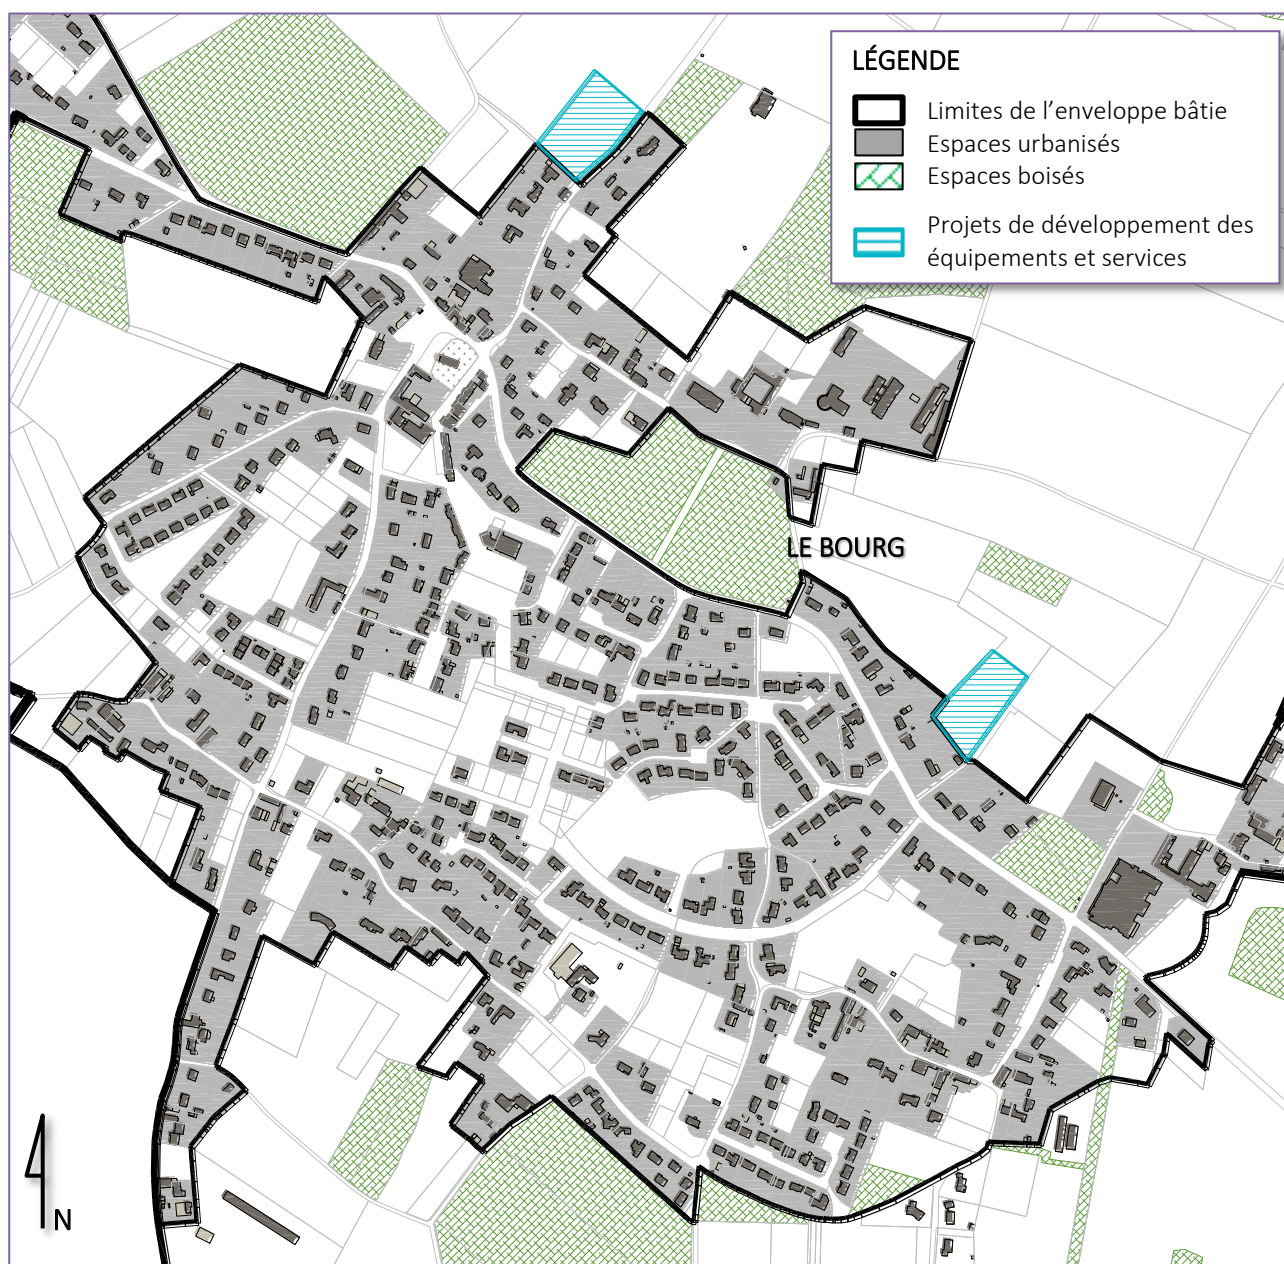 LÉGENDE
Limites de l’enveloppe bâtie
Espaces urbanisés
Espaces boisés
Projets de développement des
équipements et services
LE BOURG
N